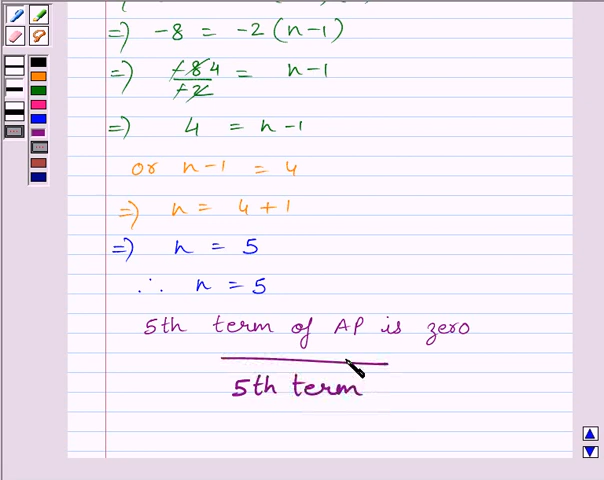 =) -8 = -2 (n-1)
=) -8 4 / -2 = n-1
=) 4 = n-1
or n-1 = 4
=) n = 4 + 1
=) n = 5
∴ n = 5
5th term of AP is zero
5th term